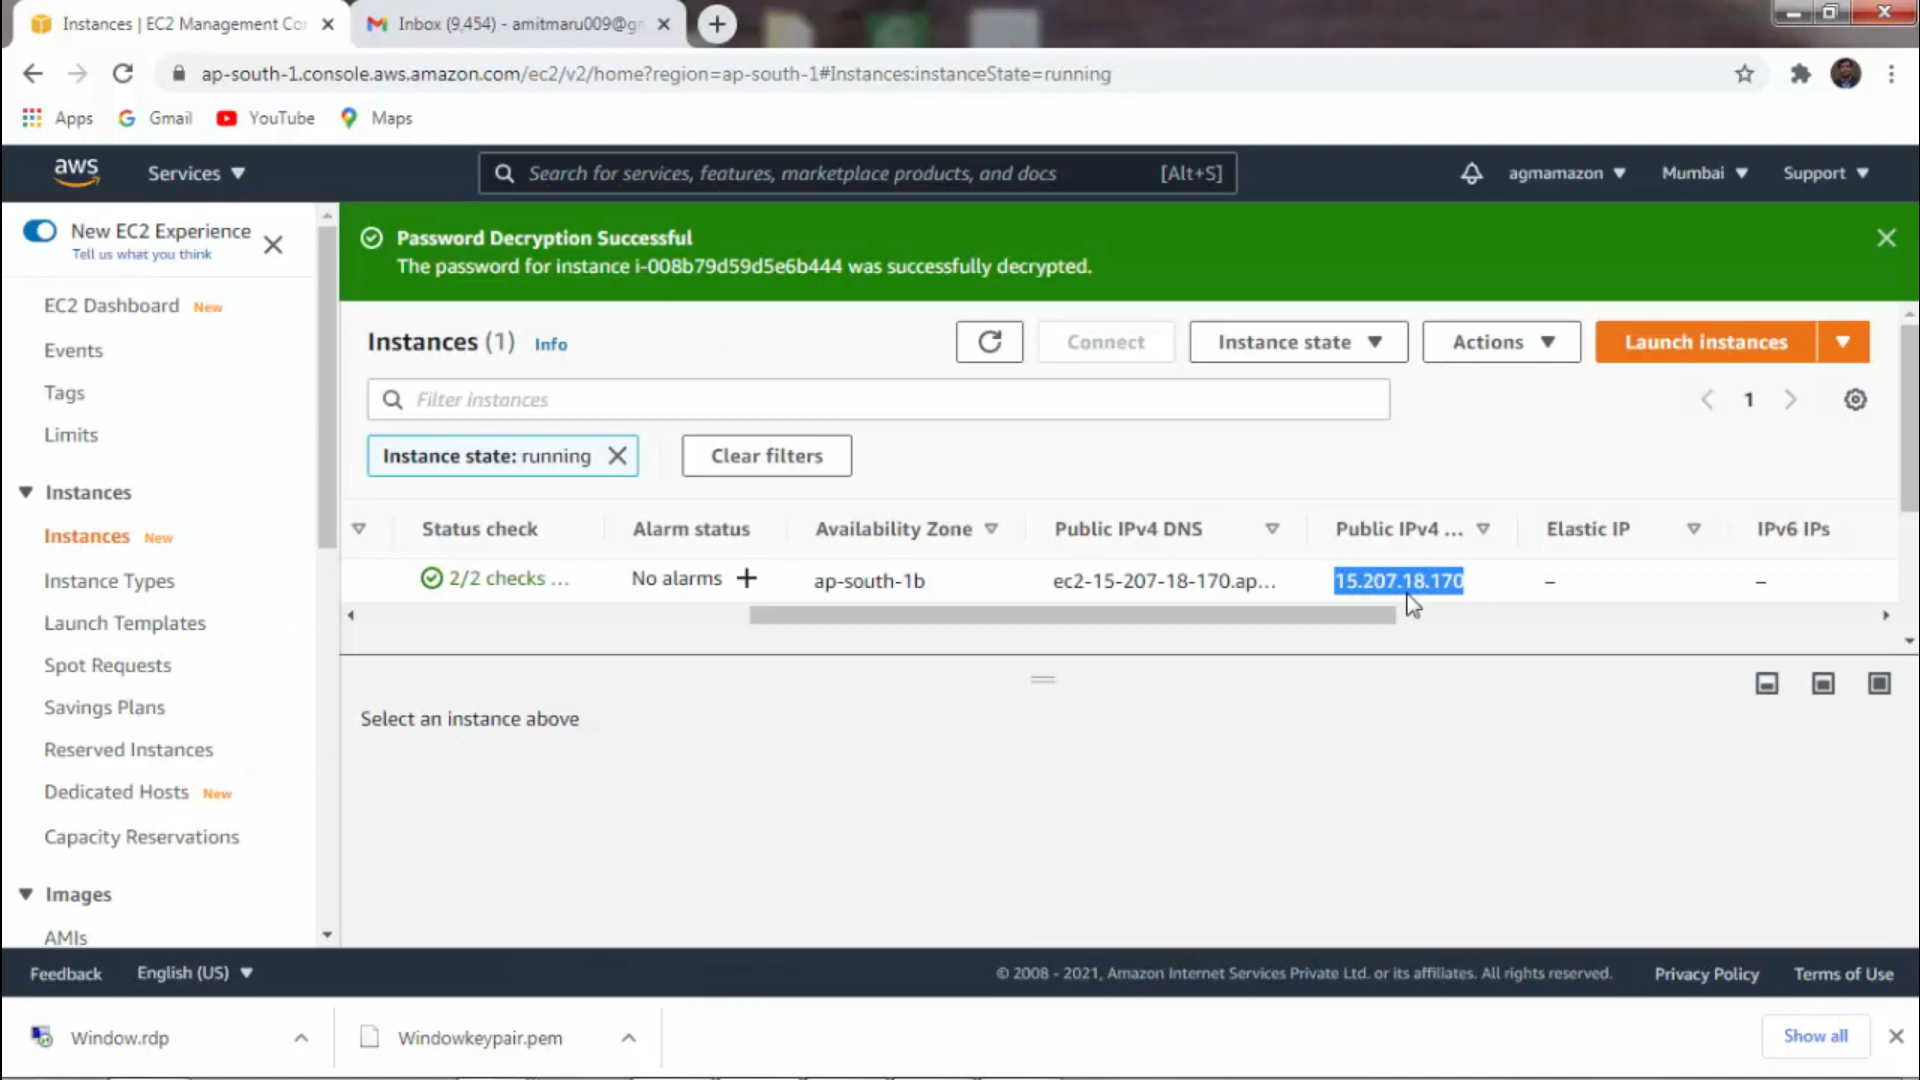 Instances | EC2 Management Co
Inbox (9,454) - amitmaru009@g
ap-south-1.console.aws.amazon.com/ec2/v2/home?region=ap-south-1#Instances:instanceState=running
Apps
Gmail
YouTube
Maps
aws
Services
Search for services, features, marketplace products, and docs
[Alt+S]
agmamazon
Mumbai
Support
New EC2 Experience
Tell us what you think
Password Decryption Successful
The password for instance i-008b79d59d5e6b444 was successfully decrypted.
EC2 Dashboard New
Events
Tags
Limits
Instances
Instances New
Instance Types
Launch Templates
Spot Requests
Savings Plans
Reserved Instances
Dedicated Hosts New
Capacity Reservations
Images
AMIs
Instances (1) Info
Connect
Instance state
Actions
Launch instances
Filter instances
1
Instance state: running
Clear filters
Status check
Alarm status
Availability Zone
Public IPv4 DNS
Public IPv4 ...
Elastic IP
IPv6 IPs
2/2 checks ...
No alarms
ap-south-1b
ec2-15-207-18-170.ap...
15.207.18.170
–
–
Select an instance above
Feedback
English (US)
© 2008 - 2021, Amazon Internet Services Private Ltd. or its affiliates. All rights reserved.
Privacy Policy
Terms of Use
Window.rdp
Windowkeypair.pem
Show all